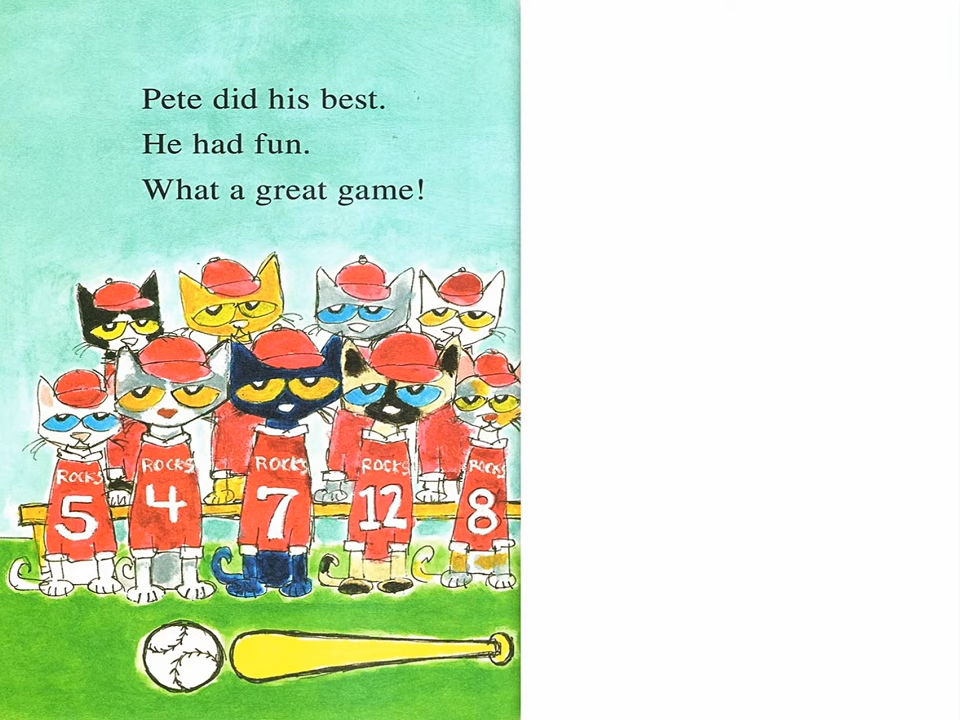 Pete did his best.
He had fun.
What a great game!
ROCKS
ROCKS
ROCKS
ROCKS
ROCKS
5
4
7
12
8